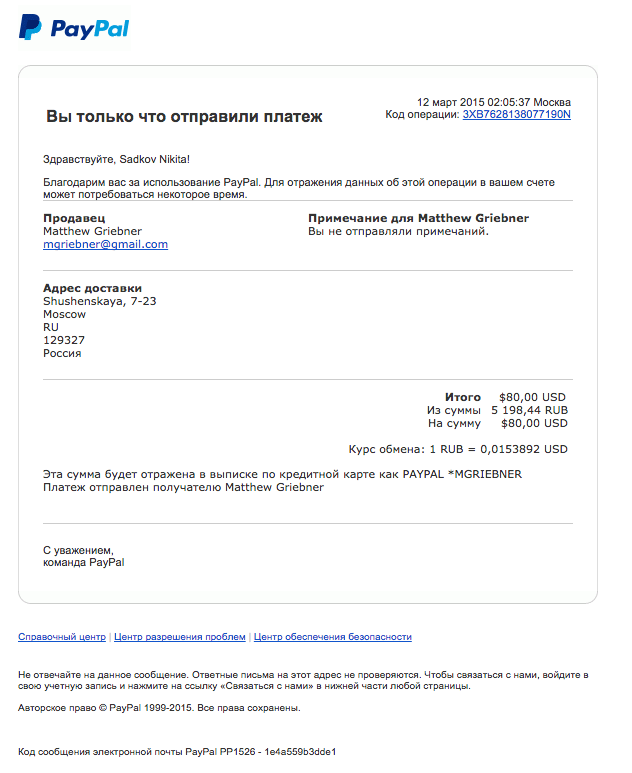 PayPal
12 март 2015 02:05:37 Москва
Вы только что отправили платеж
Код операции: 3XB7628138077190N
Здравствуйте, Sadkov Nikita!
Благодарим вас за использование PayPal. Для отражения данных об этой операции в вашем счете
может потребоваться некоторое время.
Продавец
Matthew Griebner
mgriebner@gmail.com
Примечание для Matthew Griebner
Вы не отправляли примечаний.
Адрес доставки
Shushenskaya, 7-23
Moscow
RU
129327
Россия
Итого $80,00 USD
Из суммы 5 198,44 RUB
На сумму $80,00 USD
Курс обмена: 1 RUB = 0,0153892 USD
Эта сумма будет отражена в выписке по кредитной карте как PAYPAL *MGRIEBNER
Платеж отправлен получателю Matthew Griebner
С уважением,
команда PayPal
Справочный центр | Центр разрешения проблем | Центр обеспечения безопасности
Не отвечайте на данное сообщение. Ответные письма на этот адрес не проверяются. Чтобы связаться с нами, войдите в
свою учетную запись и нажмите на ссылку «Связаться с нами» в нижней части любой страницы.
Авторское право © PayPal 1999-2015. Все права сохранены.
Код сообщения электронной почты PayPal PP1526 - 1e4a559b3dde1